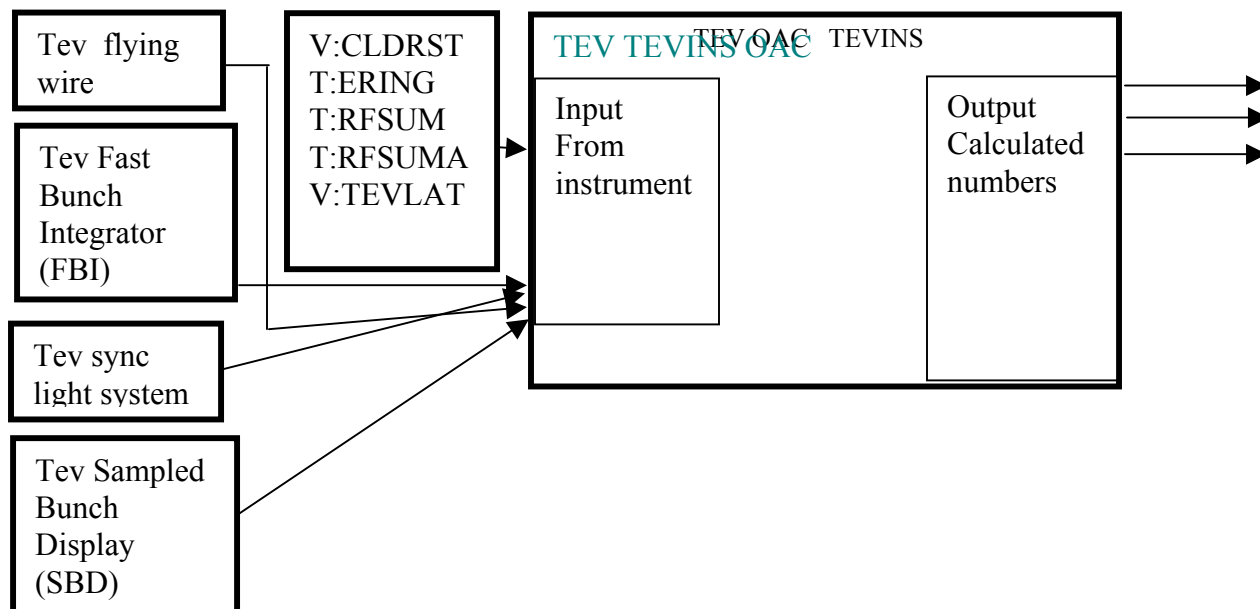 Tev flying
wire
Tev Fast
Bunch
Integrator
(FBI)
Tev sync
light system
Tev Sampled
Bunch
Display
(SBD)
V:CLDRST
T:ERING
T:RFSUM
T:RFSUMA
V:TEVLAT
TEV TEVINS OAC
TEV OAC TEVINS
Input
From
instrument
Output
Calculated
numbers